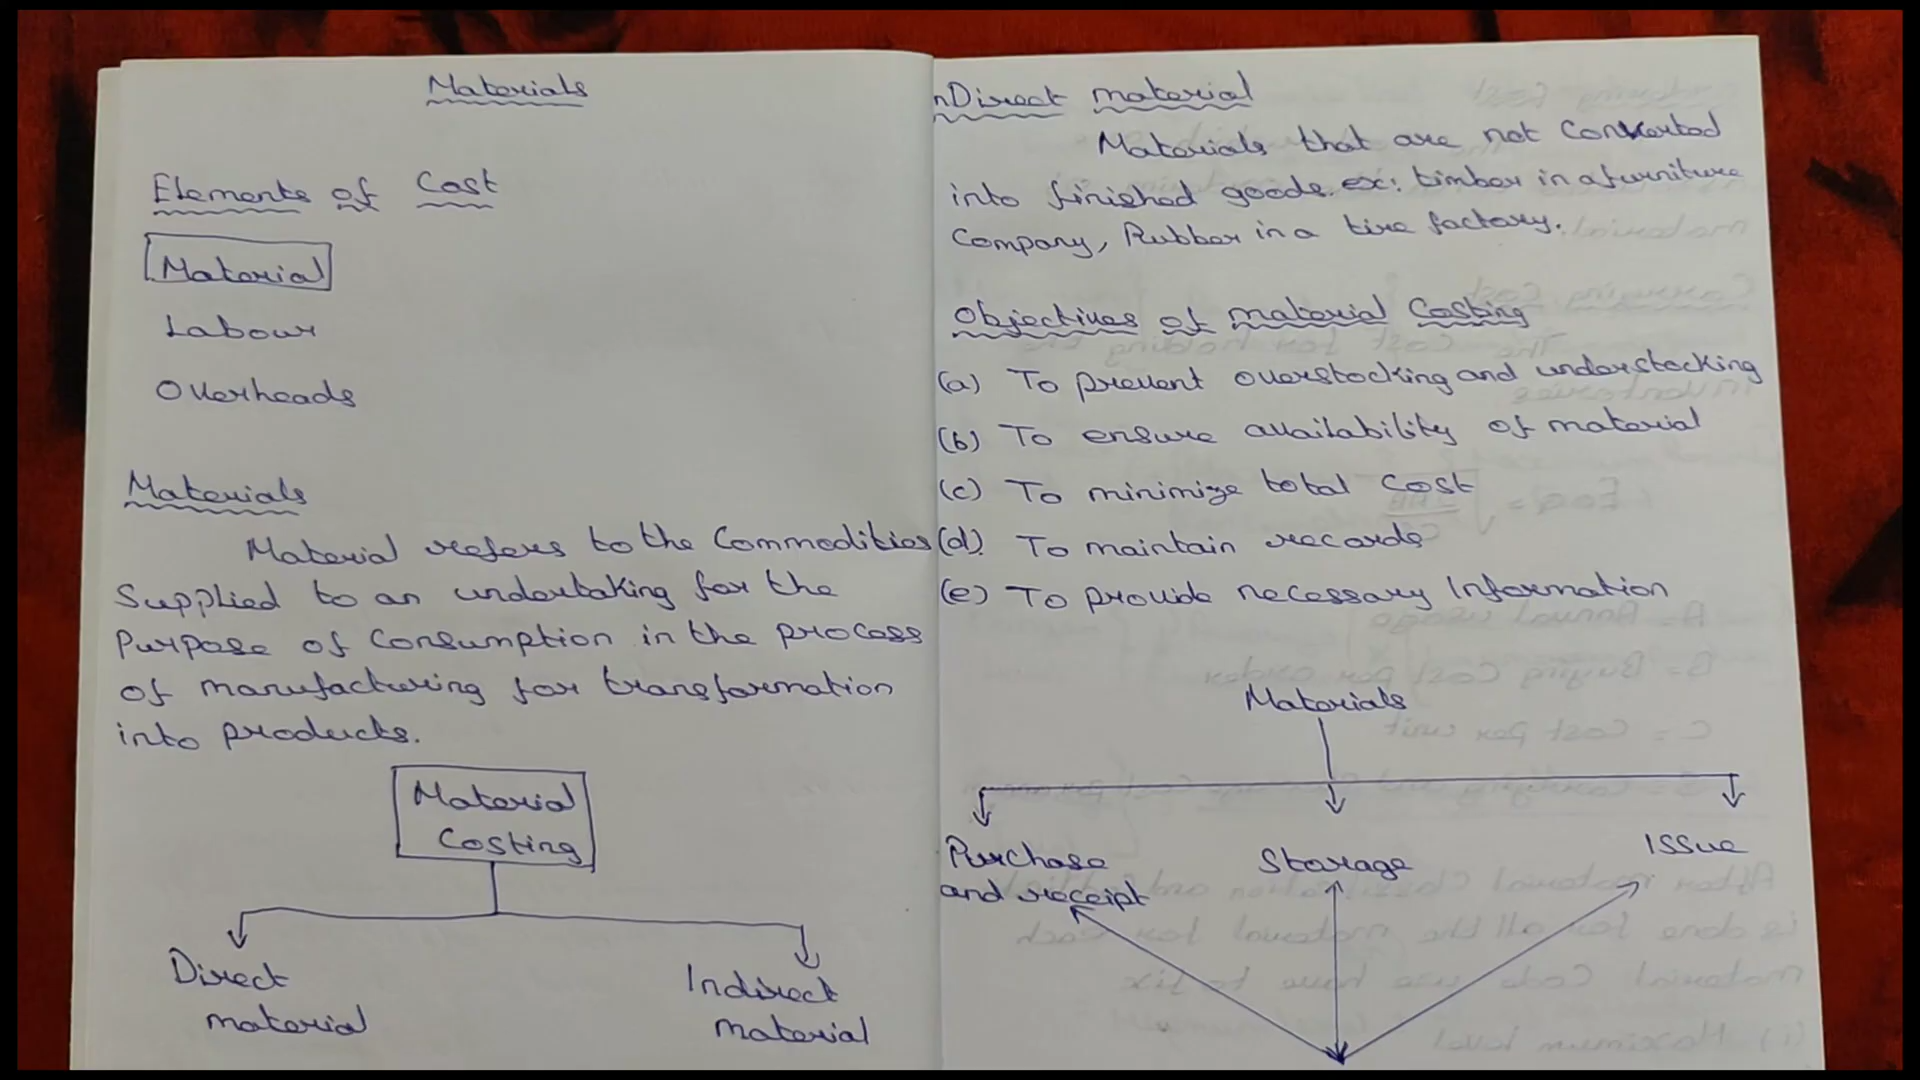 Materials
Elements of Cost
Material
Labour
Overheads
Materials
Material refers to the Commodities
Supplied to an undertaking for the
Purpose of Consumption in the process
of manufacturing for transformation
into products.
Material
Costing
Direct
material
Indirect
material
nDirect material
Materials that are not Converted
into finished goods. ex: timber in a furniture
Company, Rubber in a tire factory.
Objectives of material Costing
(a) To prevent overstocking and understocking
(b) To ensure availability of material
(c) To minimize total Cost
(d) To maintain records
(e) To provide necessary Information
Materials
Purchase
and receipt
Storage
Issue